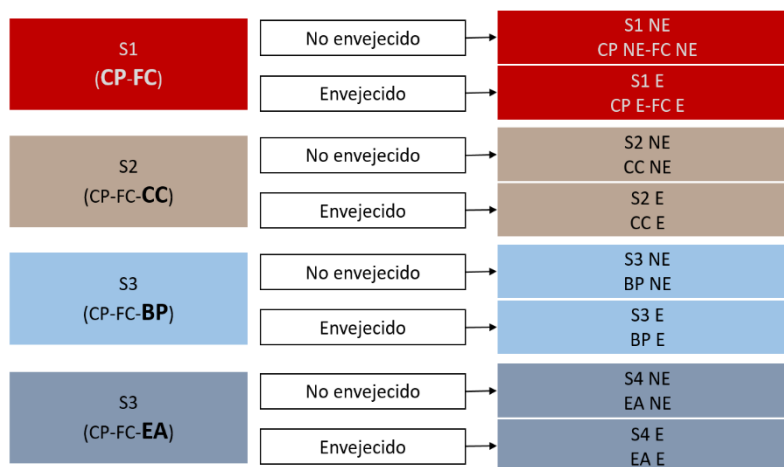 S1
(CP-FC)
No envejecido
S1 NE
CP NE-FC NE
Envejecido
S1 E
CP E-FC E
S2
(CP-FC-CC)
No envejecido
S2 NE
CC NE
Envejecido
S2 E
CC E
S3
(CP-FC-BP)
No envejecido
S3 NE
BP NE
Envejecido
S3 E
BP E
S3
(CP-FC-EA)
No envejecido
S4 NE
EA NE
Envejecido
S4 E
EA E